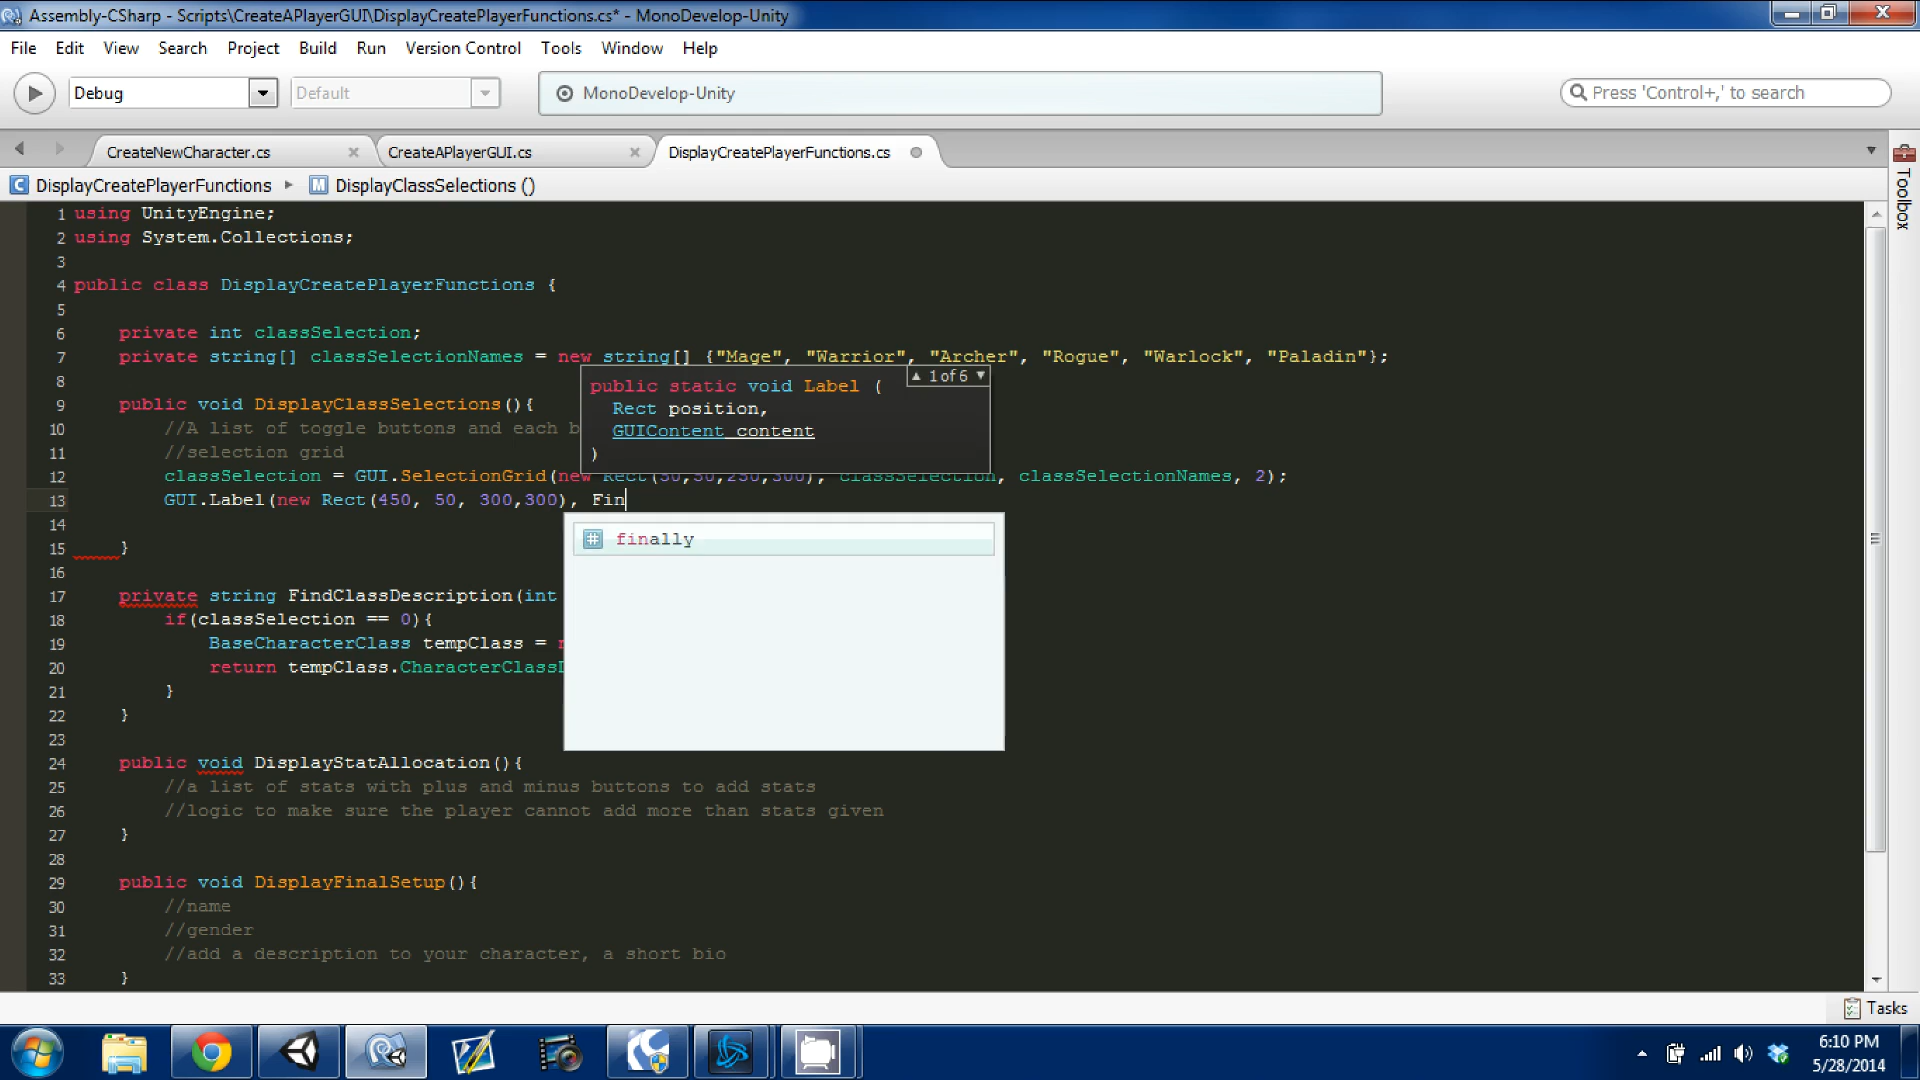 Assembly-CSharp - Scripts\CreateAPlayerGUI\DisplayCreatePlayerFunctions.cs* - MonoDevelop-Unity
File Edit View Search Project Build Run Version Control Tools Window Help
Debug Default MonoDevelop-Unity Press 'Control+,' to search
CreateNewCharacter.cs CreateAPlayerGUI.cs DisplayCreatePlayerFunctions.cs
DisplayCreatePlayerFunctions DisplayClassSelections ()
Toolbox
1 using UnityEngine;
2 using System.Collections;
3
4 public class DisplayCreatePlayerFunctions {
5
6 private int classSelection;
7 private string[] classSelectionNames = new string[] {"Mage", "Warrior", "Archer", "Rogue", "Warlock", "Paladin"};
8
1 of 6
public static void Label (
Rect position,
GUIContent content
)
9 public void DisplayClassSelections(){
10 //A list of toggle buttons and each b
11 //selection grid
12 classSelection = GUI.SelectionGrid(new Rect(50,50,250,300), classSelection, classSelectionNames, 2);
13 GUI.Label(new Rect(450, 50, 300,300), Fin
finally
14
15 }
16
17 private string FindClassDescription(int
18 if(classSelection == 0){
19 BaseCharacterClass tempClass =
20 return tempClass.CharacterClass
21 }
22 }
23
24 public void DisplayStatAllocation(){
25 //a list of stats with plus and minus buttons to add stats
26 //logic to make sure the player cannot add more than stats given
27 }
28
29 public void DisplayFinalSetup(){
30 //name
31 //gender
32 //add a description to your character, a short bio
33 }
Tasks
6:10 PM
5/28/2014